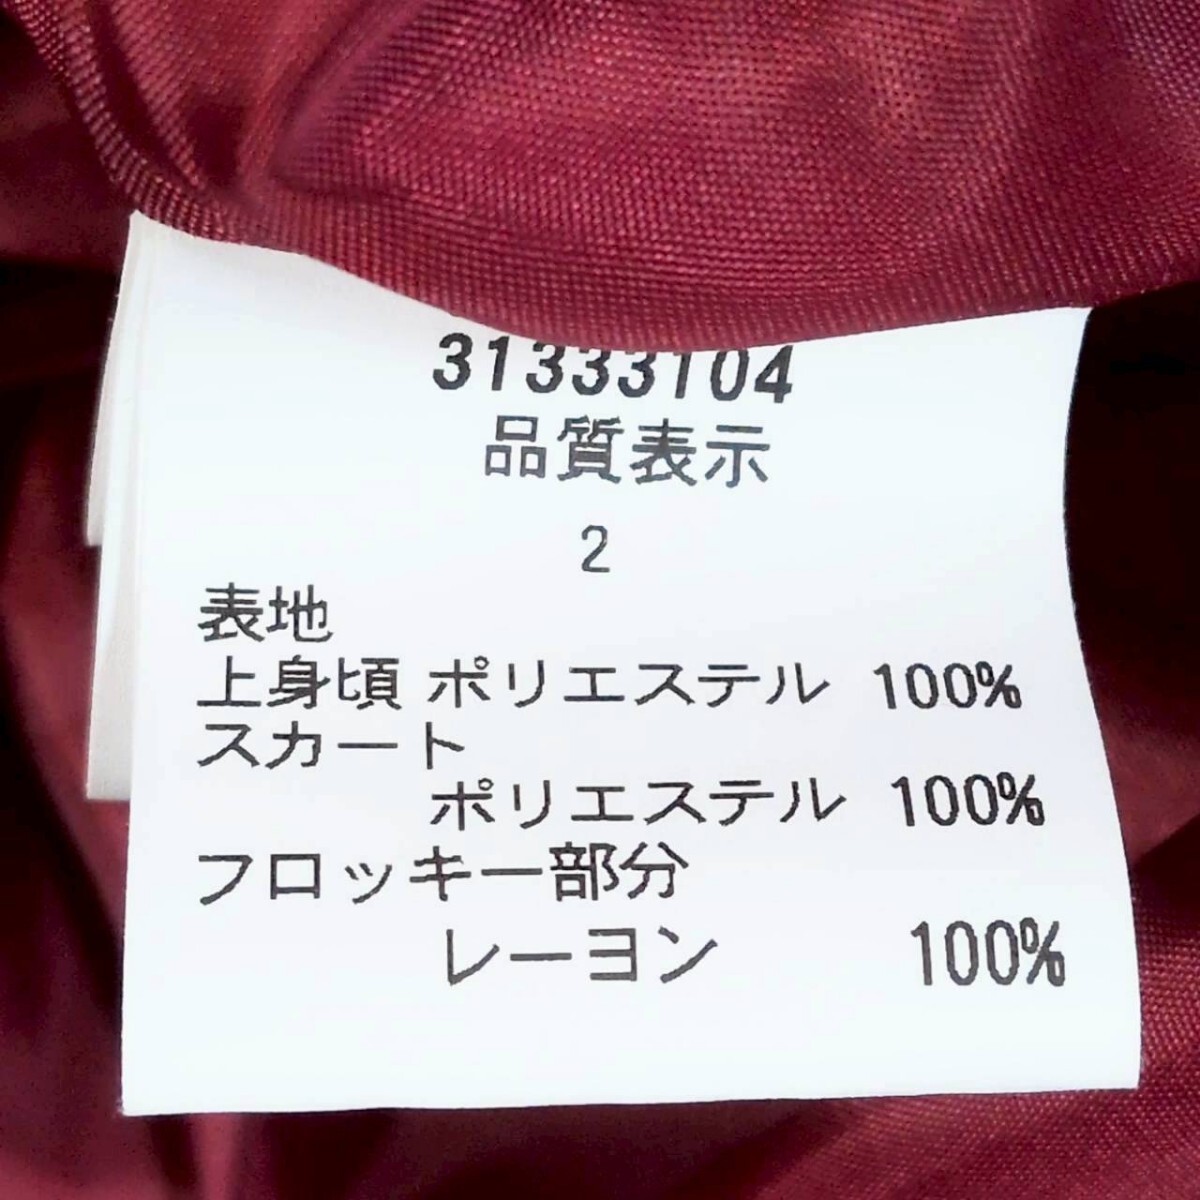 31333104
品質表示
2
表地
上身頃 ポリエステル 100%
スカート
ポリエステル 100%
フロッキー部分
レーヨン 100%